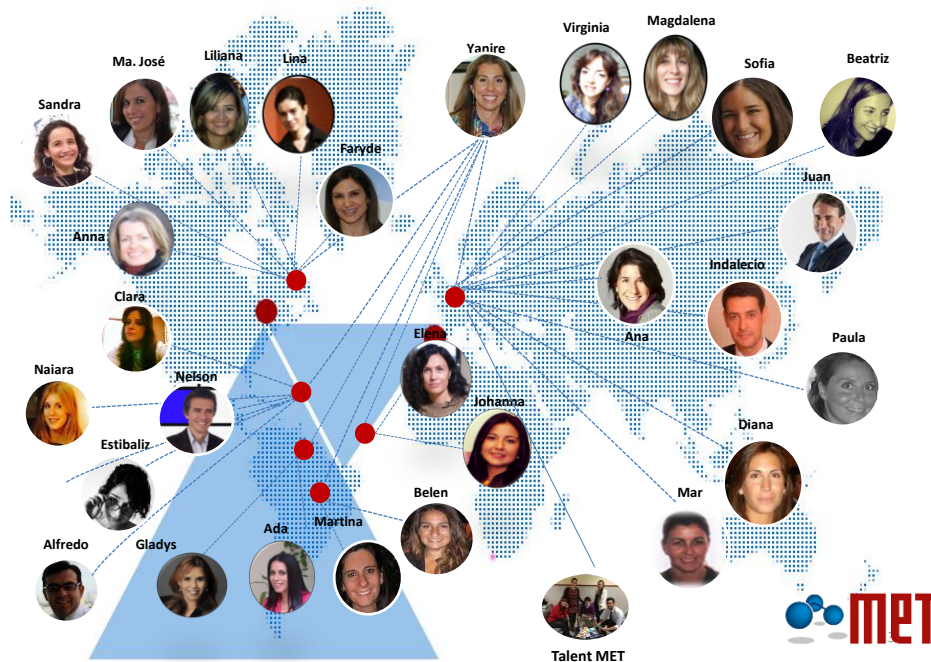 Virginia
Magdalena
Yanire
Liliana
Lina
Ma. José
Sofia
Beatriz
Sandra
Faryde
Juan
Anna
Indalecio
Clara
Elena
Ana
Paula
Naiara
Nelson
Johanna
Diana
Estibaliz
Belen
Mar
Martina
Ada
Alfredo
Gladys
MET
3
Talent MET